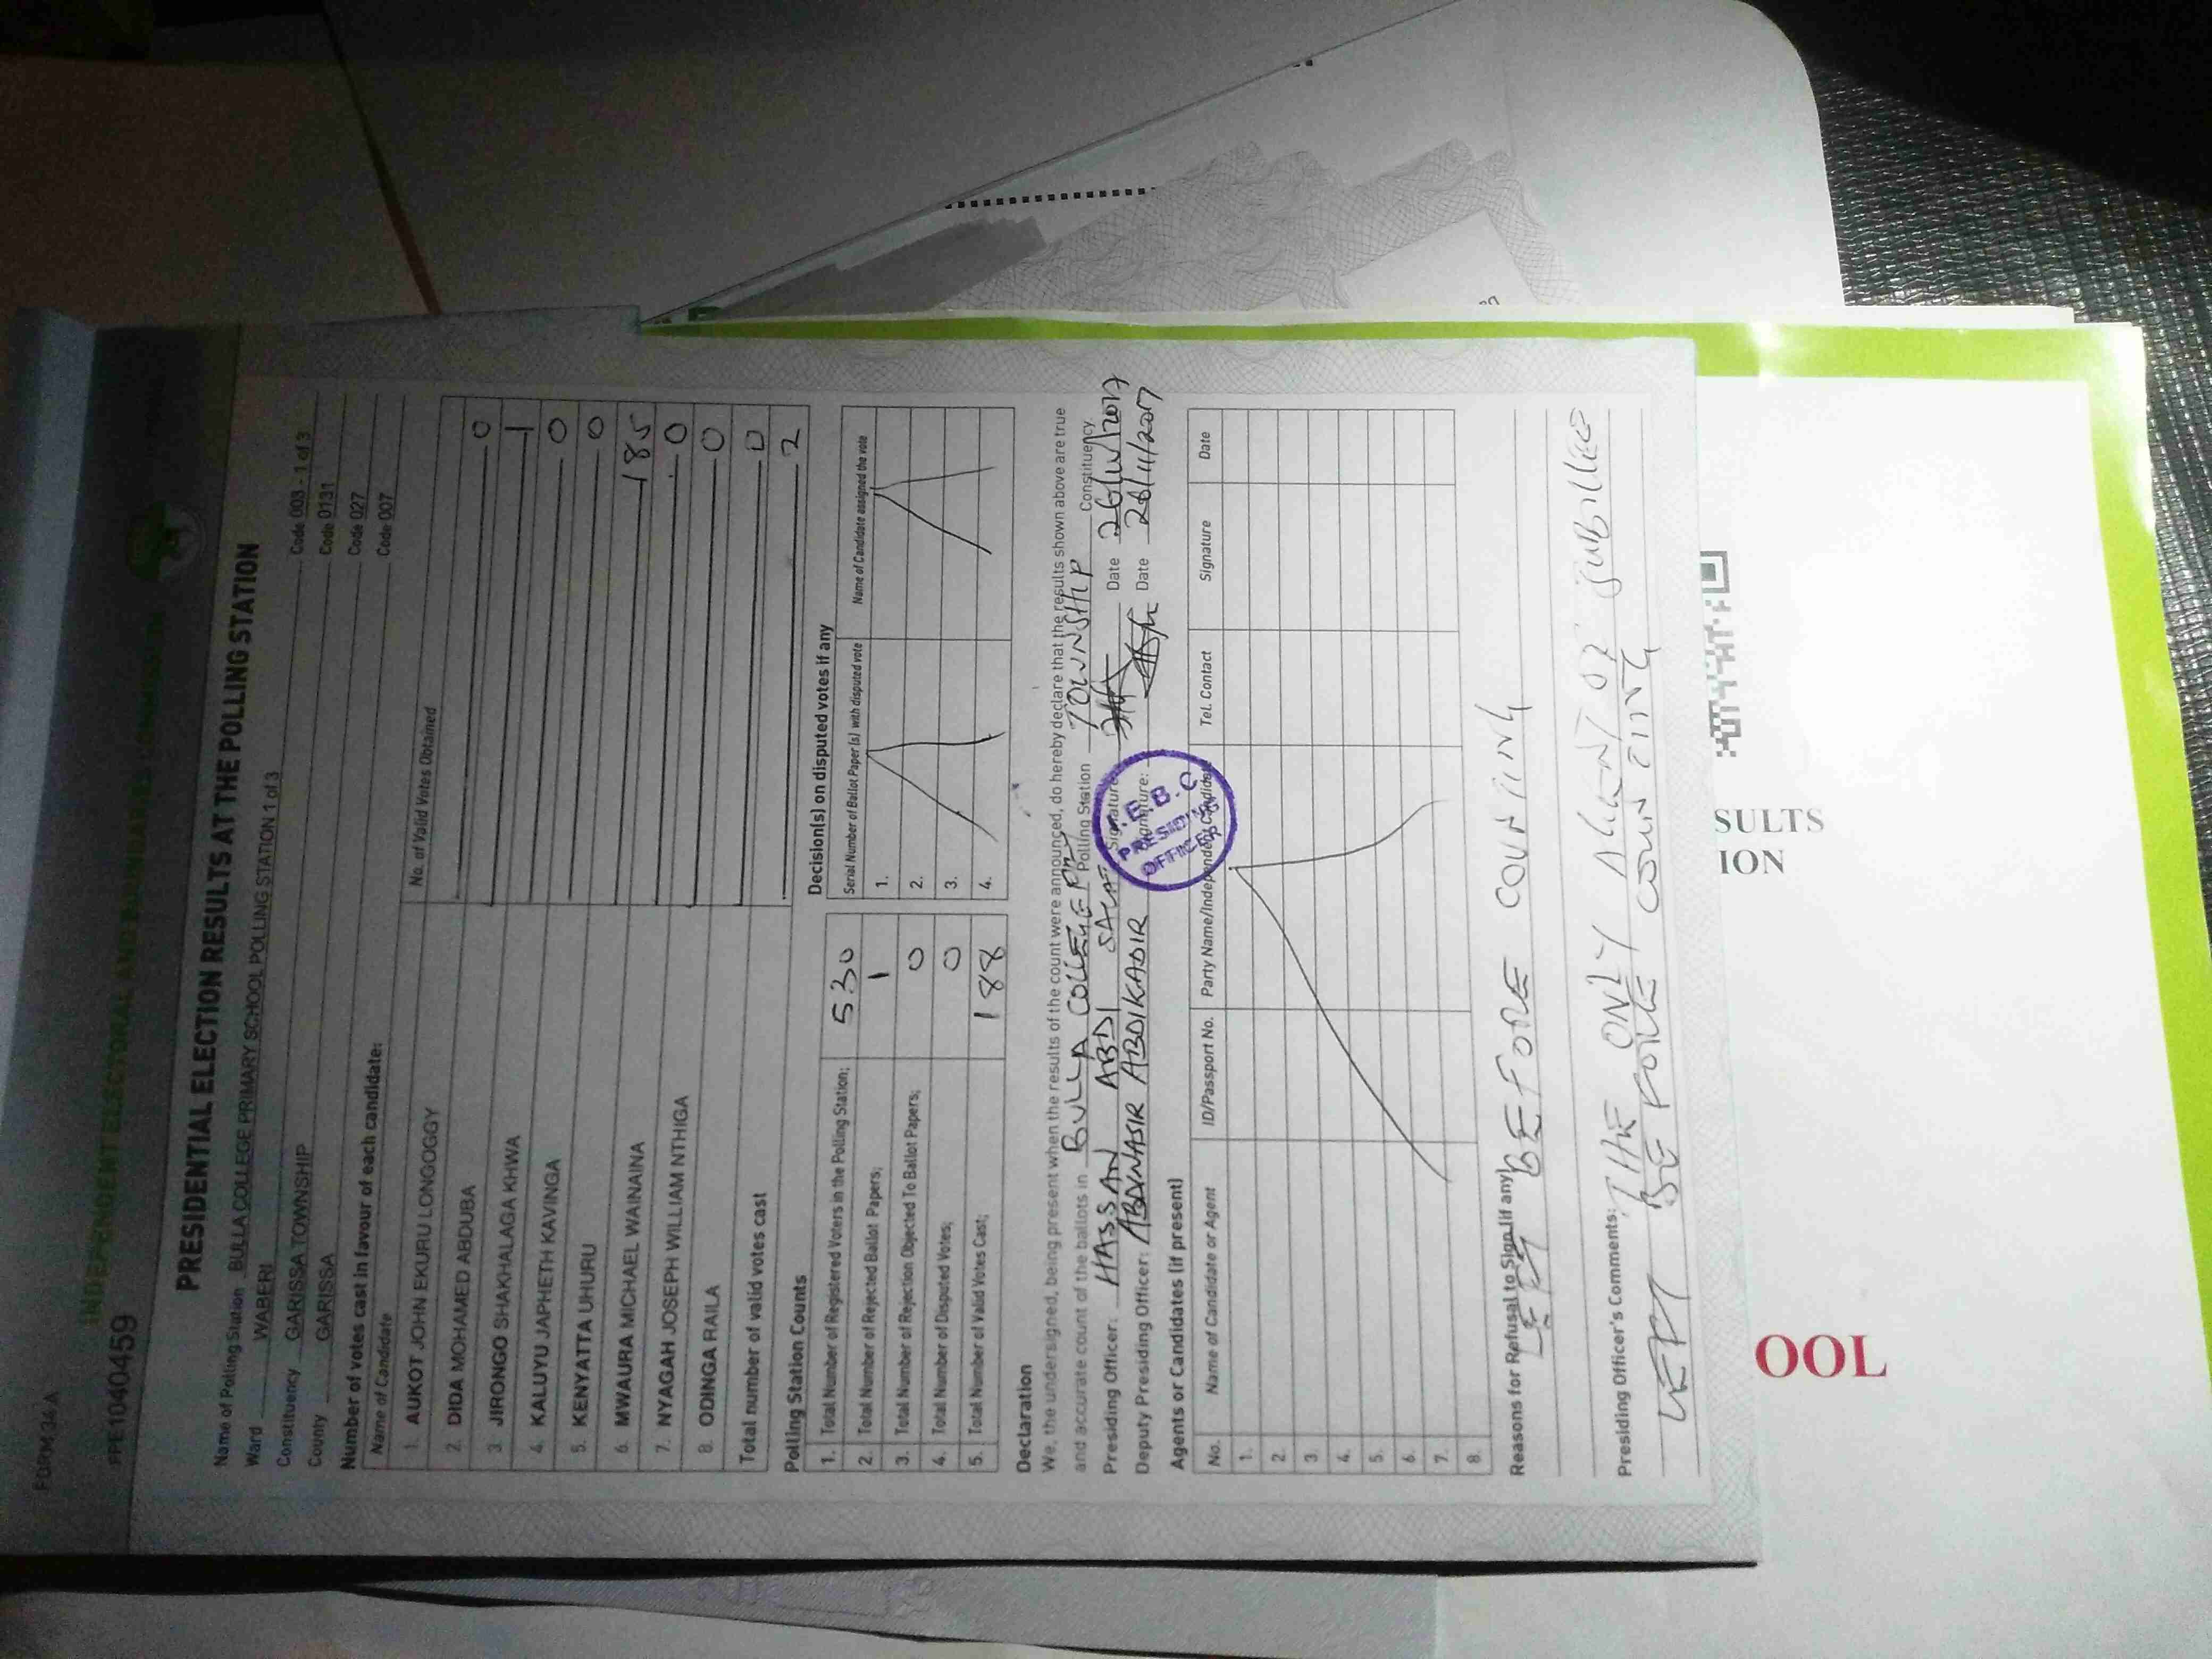 FORM 34A
INDEPENDENT ELECTORAL AND BOUNDARIES COMMISSION
PPE1040459
PRESIDENTIAL ELECTION RESULTS AT THE POLLING STATION
Name of Polling Station BULLA COLLEGE PRIMARY SCHOOL POLLING STATION 1 of 3 Code 003 - 1 of 3
Ward WABERI Code 0131
Constituency GARISSA TOWNSHIP Code 027
County GARISSA Code 007
Number of votes cast in favour of each candidate:
Name of Candidate No. of Valid Votes Obtained
1. AUKOT JOHN EKURU LONGOGGY 0
2. DIDA MOHAMED ABDUBA 1
3. JIRONGO SHAKHALAGA KHWA 0
4. KALUYU JAPHETH KAVINGA 0
5. KENYATTA UHURU 185
6. MWAURA MICHAEL WAINAINA 0
7. NYAGAH JOSEPH WILLIAM NTHIGA 0
8. ODINGA RAILA 0
Total number of valid votes cast 2
Polling Station Counts
1. Total Number of Registered Voters in the Polling Station; 530
2. Total Number of Rejected Ballot Papers; 1
3. Total Number of Rejection Objected To Ballot Papers; 0
4. Total Number of Disputed Votes; 0
5. Total Number of Valid Votes Cast; 188
Decision(s) on disputed votes if any
Serial Number of Ballot Paper(s) with disputed vote Name of Candidate assigned the vote
1.
2.
3.
4.
Declaration
We, the undersigned, being present when the results of the count were announced, do hereby declare that the results shown above are true
and accurate count of the ballots in BULLA COLLEGE PRY Polling Station TOWNSHIP Constituency.
Presiding Officer: HASSAN ABDI SALAT Signature: Date 26/10/2017
Deputy Presiding Officer: ABDINASIR ABDIKADIR Signature: Date 26/11/2017
I.E.B.C
PRESIDING
OFFICER
Agents or Candidates (if present)
No. Name of Candidate or Agent ID/Passport No. Party Name/Independent Candidate Tel. Contact Signature Date
1.
2.
3.
4.
5.
6.
7.
8.
Reasons for Refusal to Sign (if any)
LEFT BEFORE COUNTING
Presiding Officer's Comments: THE ONLY AGENT OF JUBILEE
LEFT BEFORE COUNTING
SULTS
ION
OOL